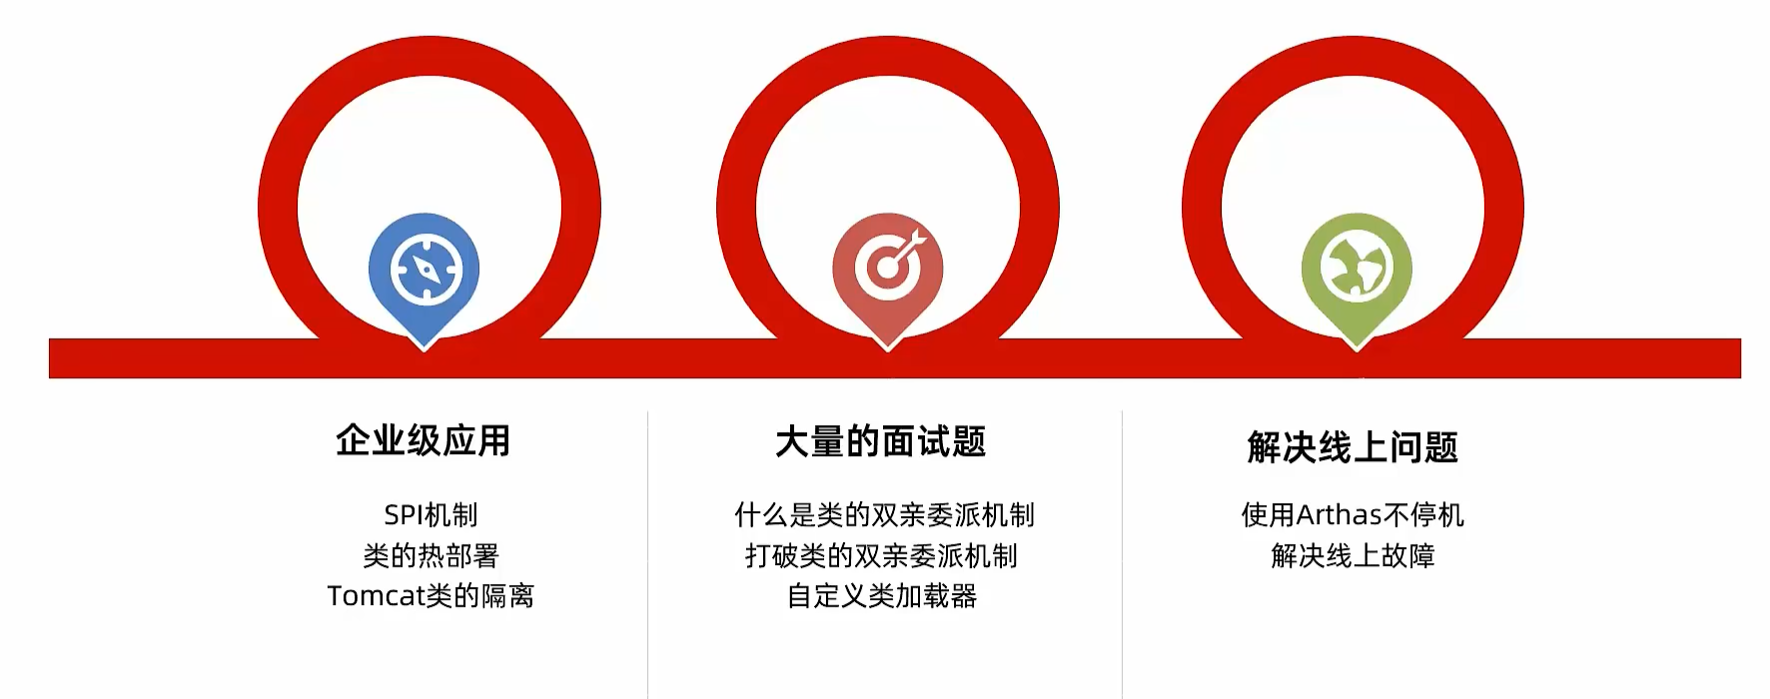 企业级应用
SPI机制
类的热部署
Tomcat类的隔离
大量的面试题
什么是类的双亲委派机制
打破类的双亲委派机制
自定义类加载器
解决线上问题
使用Arthas不停机
解决线上故障